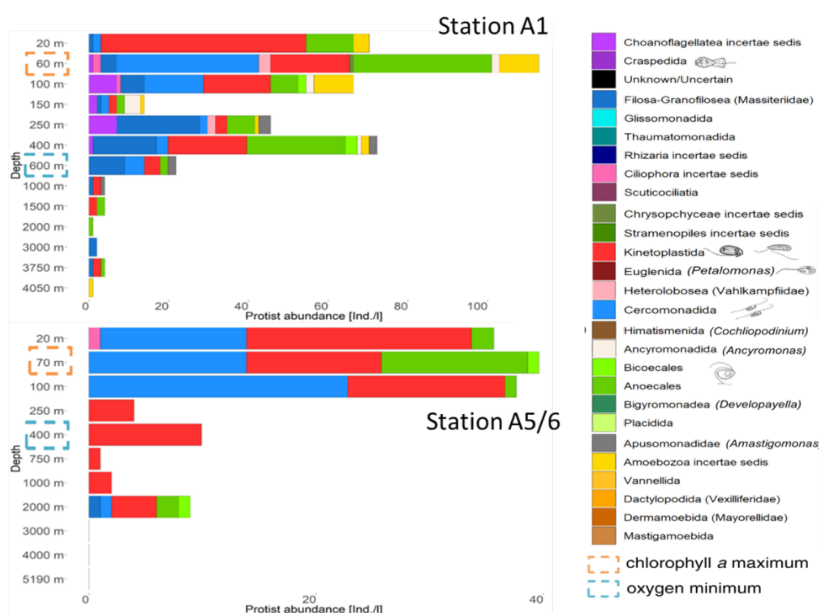 Station A1
20 m
60 m
100 m
150 m
250 m
400 m
600 m
1000 m
1500 m
2000 m
3000 m
3750 m
4050 m
Depth
0 20 40 60 80 100
Protist abundance [Ind./l]
Station A5/6
20 m
70 m
100 m
250 m
400 m
750 m
1000 m
2000 m
3000 m
4000 m
5190 m
Depth
0 20 40
Protist abundance [Ind./l]
Choanoflagellatea incertae sedis
Craspedida
Unknown/Uncertain
Filosa-Granofilosea (Massiteriidae)
Glissomonadida
Thaumatomonadida
Rhizaria incertae sedis
Ciliophora incertae sedis
Scuticociliatia
Chrysopchyceae incertae sedis
Stramenopiles incertae sedis
Kinetoplastida
Euglenida (Petalomonas)
Heterolobosea (Vahlkampfiidae)
Cercomonadida
Himatismenida (Cochliopodinium)
Ancyromonadida (Ancyromonas)
Bicoecales
Anoecales
Bigyromonadea (Developayella)
Placidida
Apusomonadidae (Amastigomonas)
Amoebozoa incertae sedis
Vannellida
Dactylopodida (Vexilliferidae)
Dermamoebida (Mayorellidae)
Mastigamoebida
chlorophyll a maximum
oxygen minimum